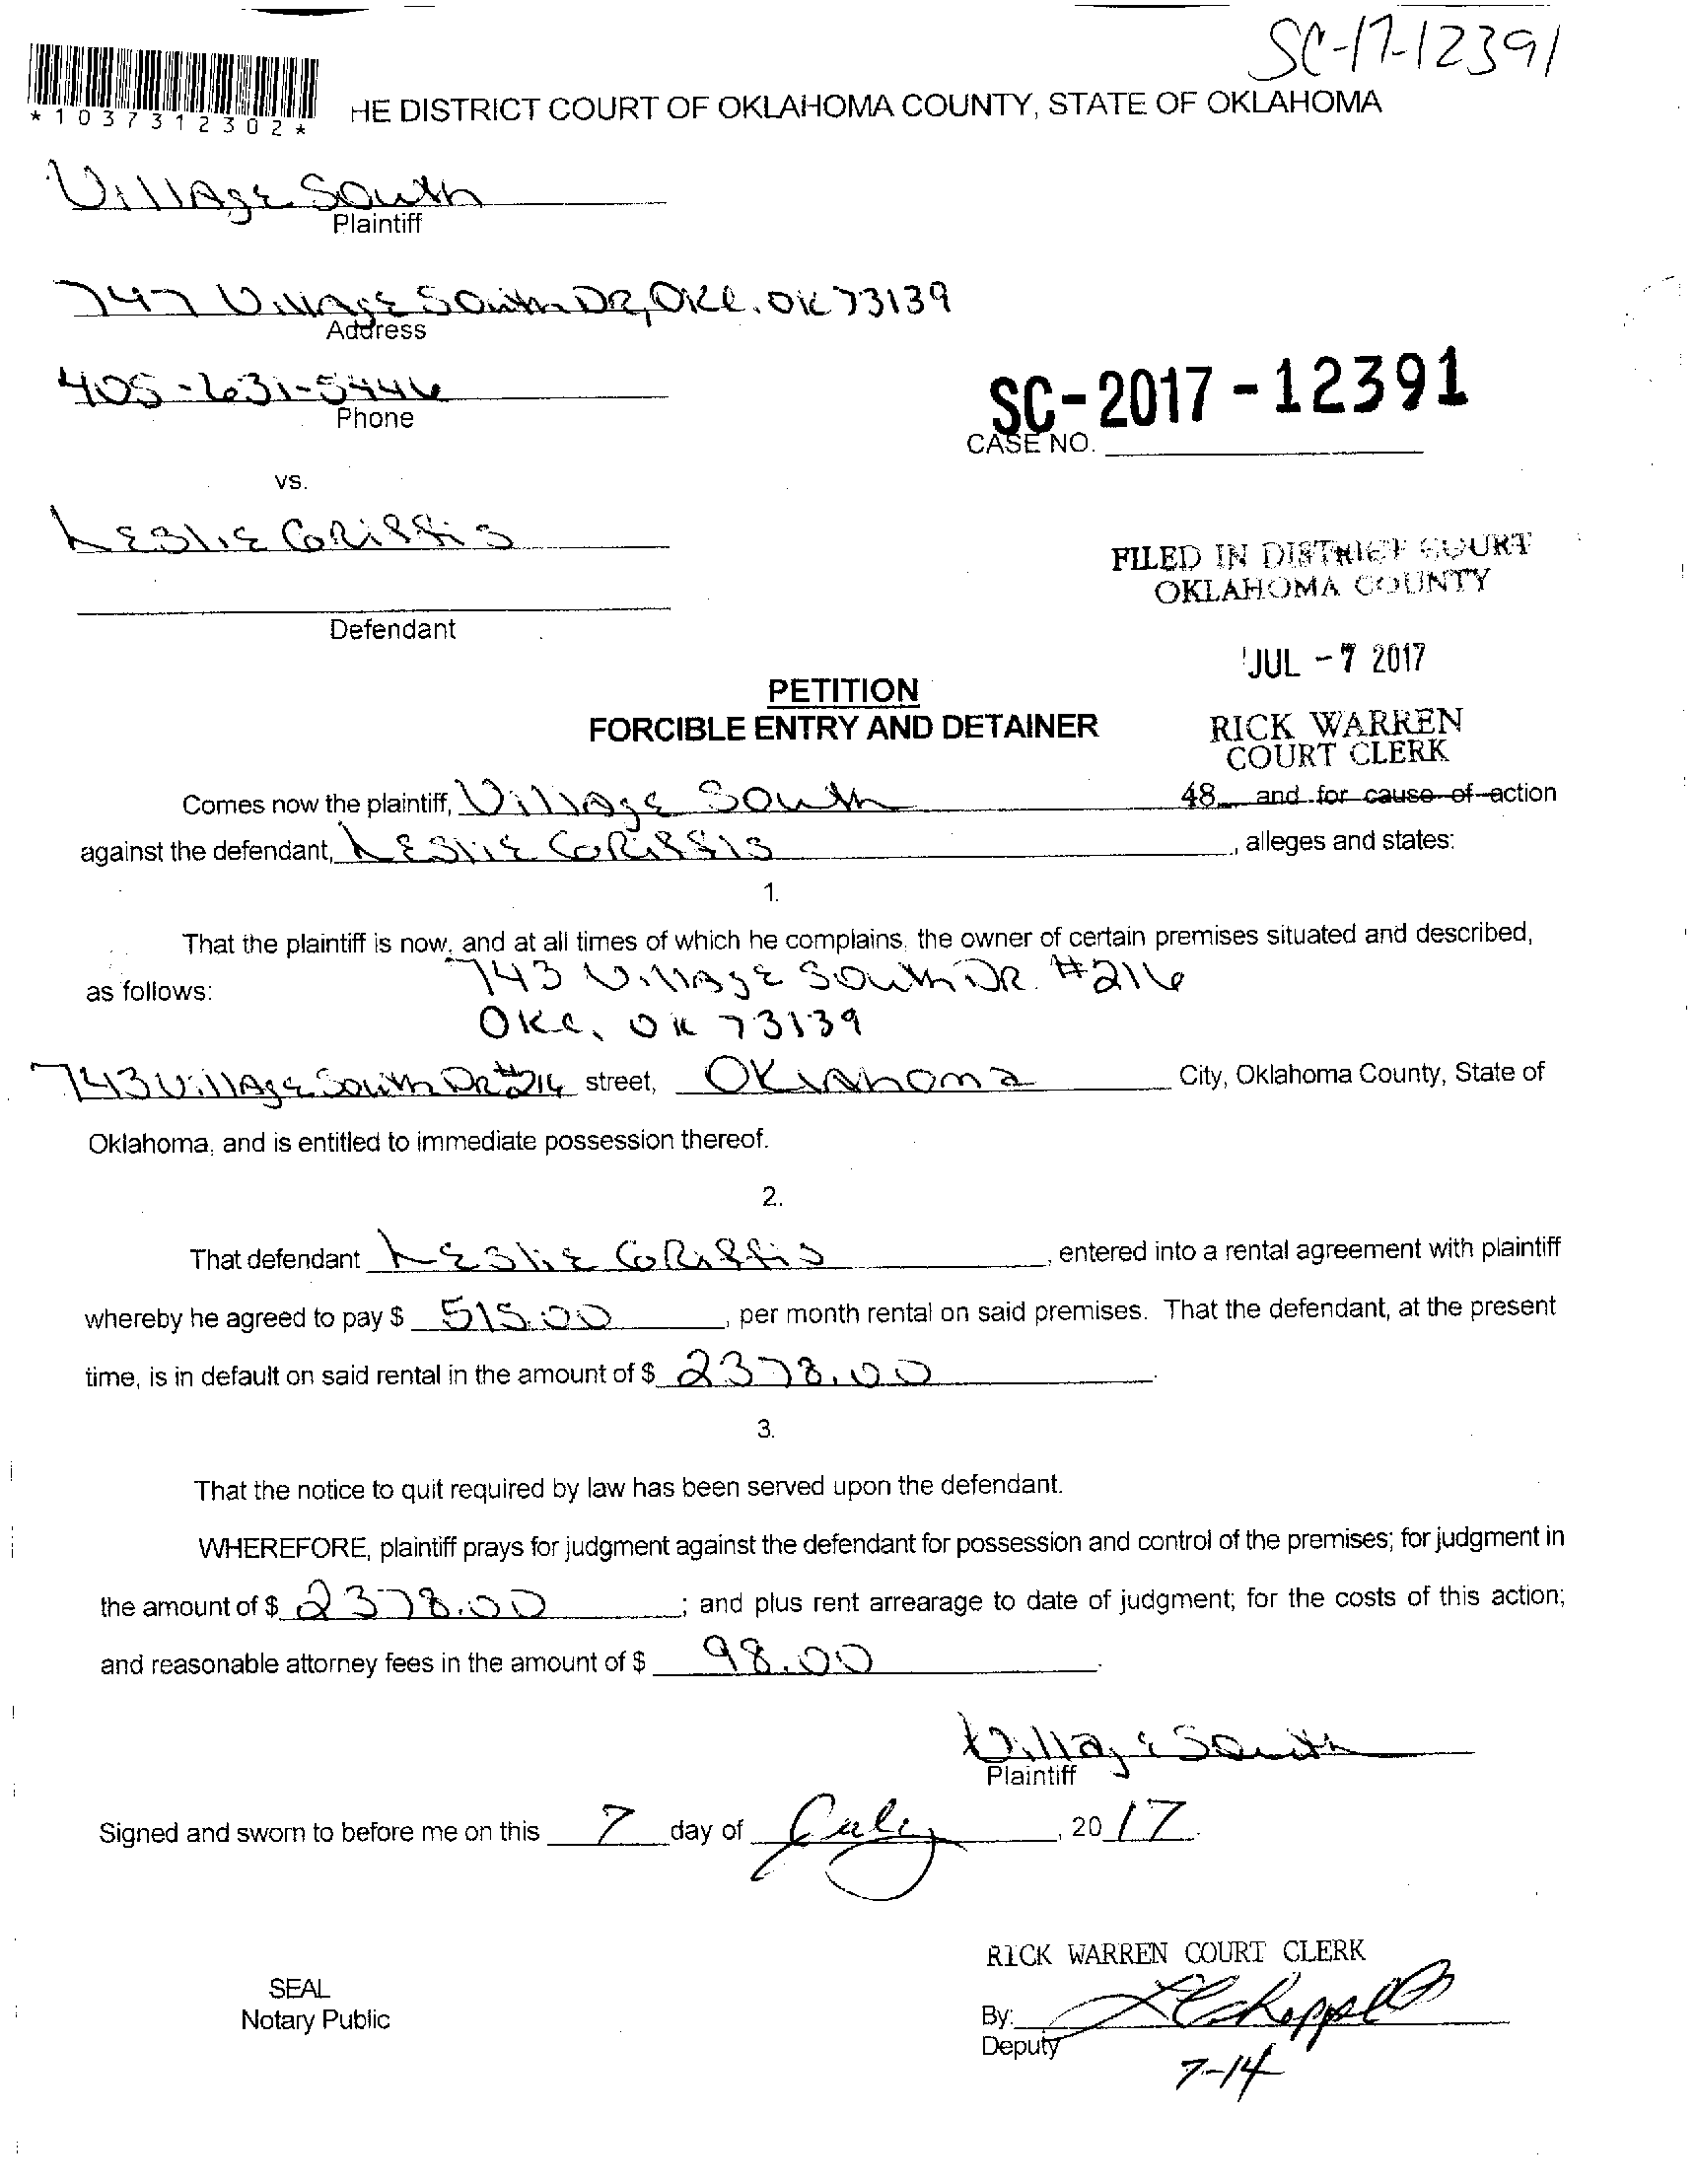 SC-17-12391
*1037312302*
HE DISTRICT COURT OF OKLAHOMA COUNTY, STATE OF OKLAHOMA
Village South
Plaintiff
747 Village South DR, OKC. OK 73139
Address
405-631-5446
Phone
SC-2017-12391
CASE NO.
vs.
Leslie Griffis
FILED IN DISTRICT COURT
OKLAHOMA COUNTY
Defendant
JUL -7 2017
PETITION
FORCIBLE ENTRY AND DETAINER
RICK WARREN
COURT CLERK
Comes now the plaintiff, Village South 48 and for cause of action
against the defendant, Leslie Griffis, alleges and states:
1.
That the plaintiff is now, and at all times of which he complains, the owner of certain premises situated and described,
as follows: 743 Village South DR. #216
OKC, OK 73139
743 Village South DR #216 street, Oklahoma City, Oklahoma County, State of
Oklahoma, and is entitled to immediate possession thereof.
2.
That defendant Leslie Griffis, entered into a rental agreement with plaintiff
whereby he agreed to pay $ 515.00, per month rental on said premises. That the defendant, at the present
time, is in default on said rental in the amount of $ 2378.00.
3.
That the notice to quit required by law has been served upon the defendant.
WHEREFORE, plaintiff prays for judgment against the defendant for possession and control of the premises; for judgment in
the amount of $ 2378.00; and plus rent arrearage to date of judgment; for the costs of this action;
and reasonable attorney fees in the amount of $ 98.00.
Village South
Plaintiff
Signed and sworn to before me on this 7 day of July, 2017.
RICK WARREN COURT CLERK
SEAL
Notary Public
By:
Deputy
7-14